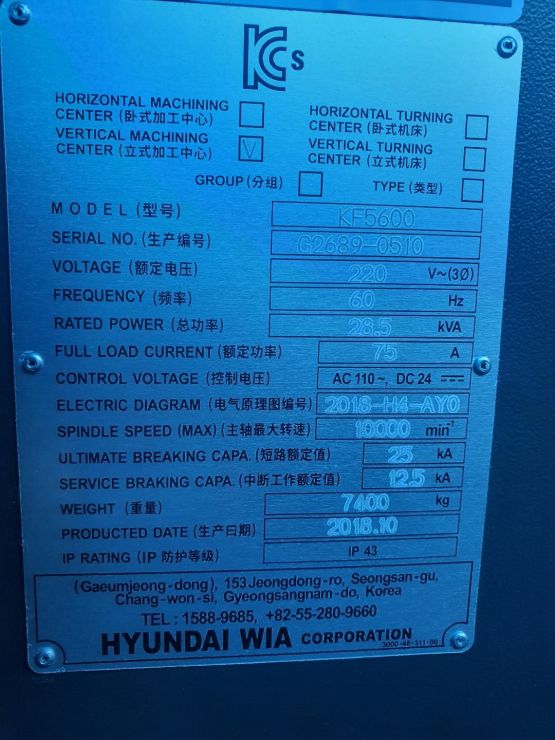 KCs
HORIZONTAL MACHINING
CENTER (卧式加工中心)
VERTICAL MACHINING
CENTER (立式加工中心) V
HORIZONTAL TURNING
CENTER (卧式机床)
VERTICAL TURNING
CENTER (立式机床)
GROUP (分组) TYPE (类型)
MODEL (型号) KF5600
SERIAL NO. (生产编号) G2689-0510
VOLTAGE (额定电压) 220 V~(3Ø)
FREQUENCY (频率) 60 Hz
RATED POWER (总功率) 28.5 kVA
FULL LOAD CURRENT (额定功率) 75 A
CONTROL VOLTAGE (控制电压) AC 110 ~, DC 24
ELECTRIC DIAGRAM (电气原理图编号) 2018-H4-AY0
SPINDLE SPEED (MAX) (主轴最大转速) 10000 min⁻¹
ULTIMATE BREAKING CAPA. (短路额定值) 25 kA
SERVICE BRAKING CAPA. (中断工作额定值) 12.5 kA
WEIGHT (重量) 7400 kg
PRODUCTED DATE (生产日期) 2018.10
IP RATING (IP 防护等级) IP 43
(Gaeumjeong-dong), 153 Jeongdong-ro, Seongsan-gu,
Chang-won-si, Gyeongsangnam-do, Korea
TEL : 1588-9685, +82-55-280-9660
HYUNDAI WIA CORPORATION
3000-48-311-00